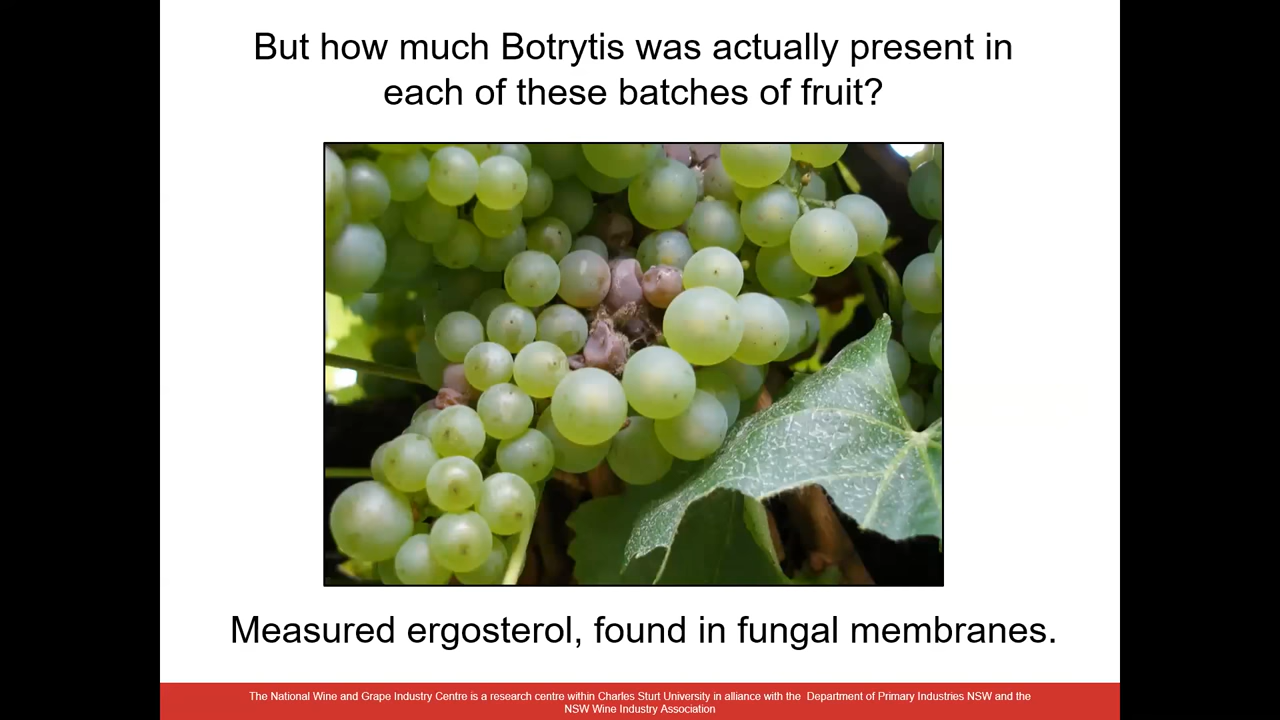 But how much Botrytis was actually present in
each of these batches of fruit?
Measured ergosterol, found in fungal membranes.
The National Wine and Grape Industry Centre is a research centre within Charles Sturt University in alliance with the  Department of Primary Industries NSW and the
NSW Wine Industry Association